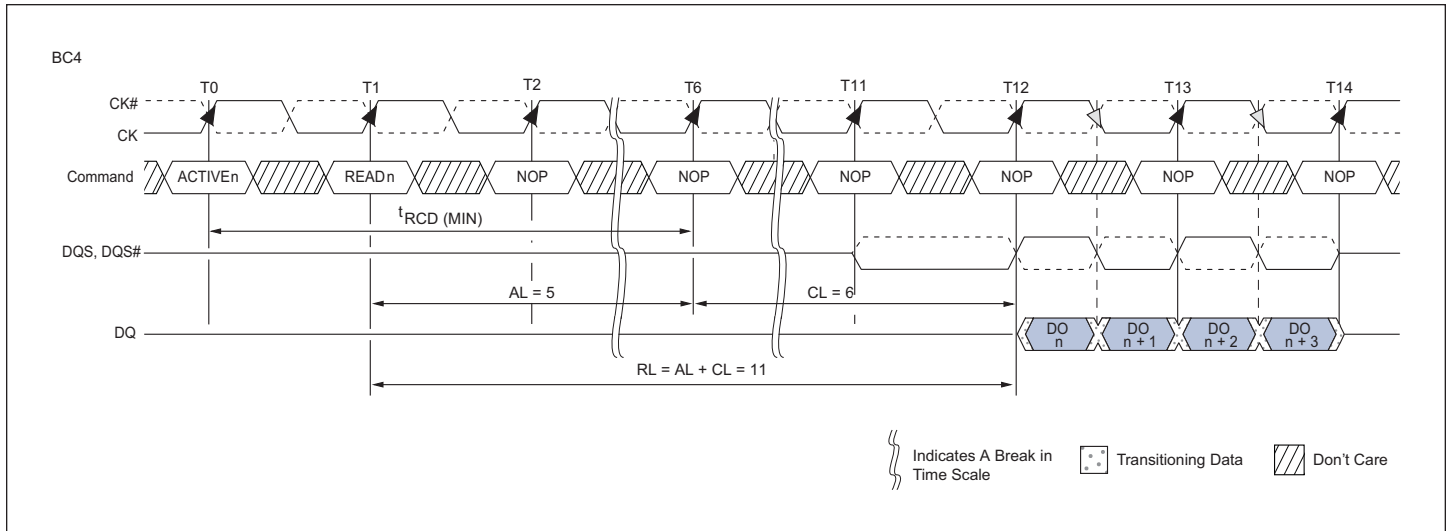 BC4
T0 T1 T2 T6 T11 T12 T13 T14
CK#
CK
Command ACTIVEn READn NOP NOP NOP NOP NOP NOP
tRCD (MIN)
DQS, DQS#
AL = 5 CL = 6
DQ DO n DO n + 1 DO n + 2 DO n + 3
RL = AL + CL = 11
Indicates A Break in
Time Scale
Transitioning Data
Don't Care